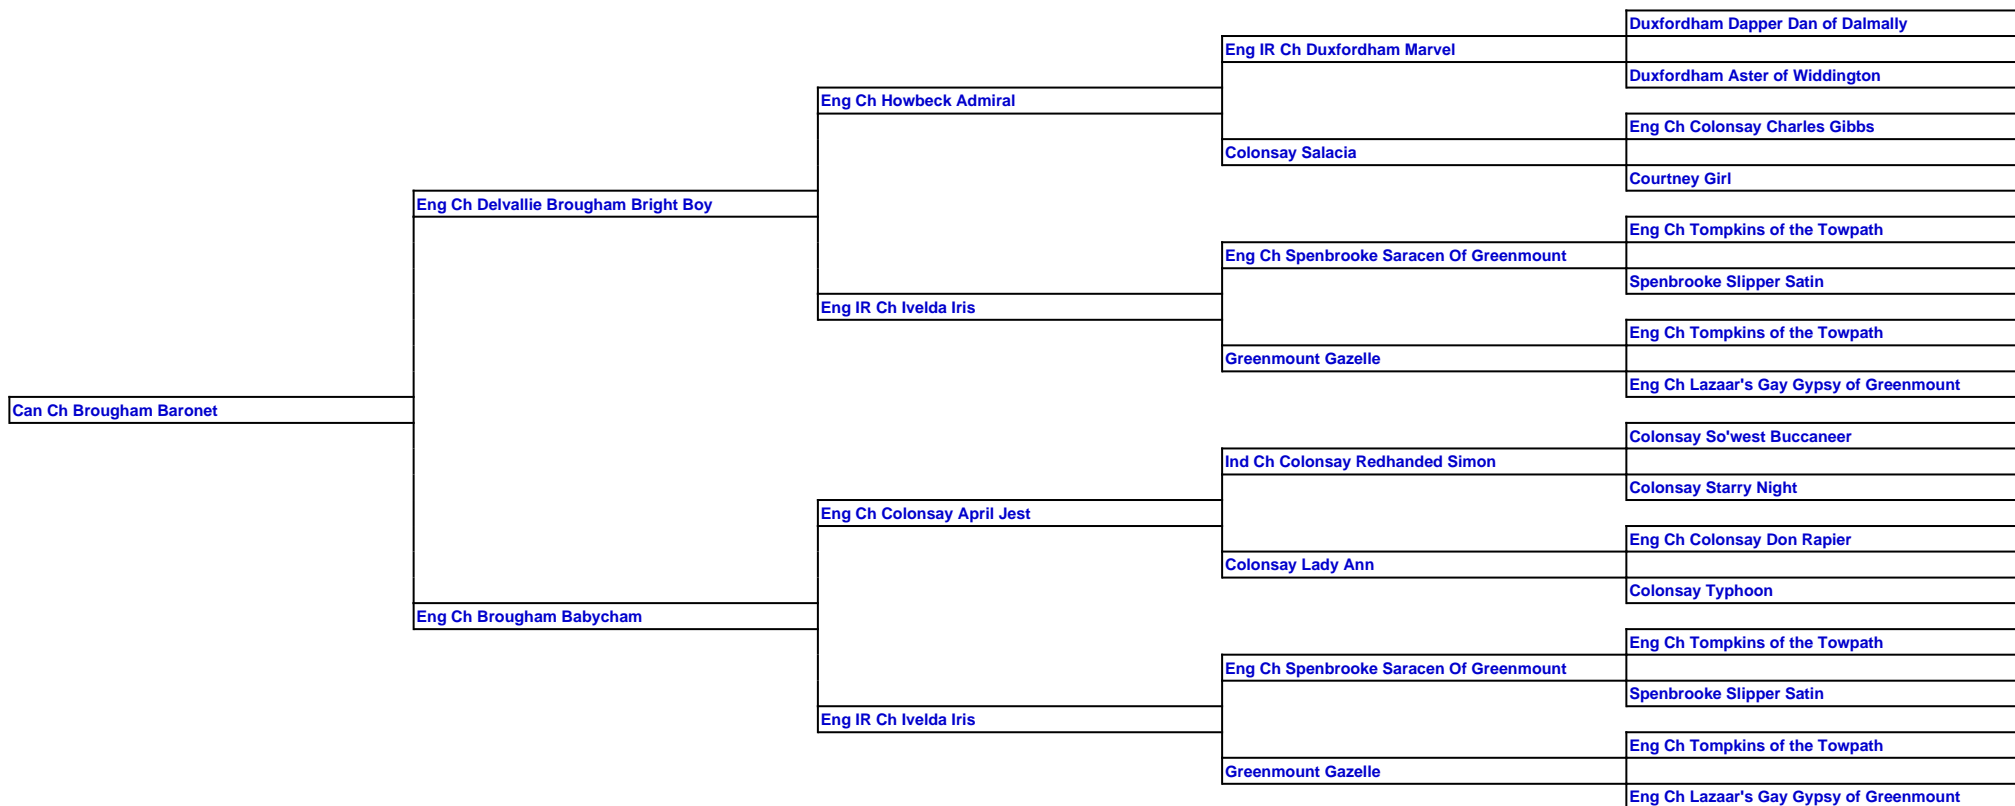 Duxfordham Dapper Dan of Dalmally
Eng IR Ch Duxfordham Marvel
Duxfordham Aster of Widdington
Eng Ch Howbeck Admiral
Eng Ch Colonsay Charles Gibbs
Colonsay Salacia
Courtney Girl
Eng Ch Delvallie Brougham Bright Boy
Eng Ch Tompkins of the Towpath
Eng Ch Spenbrooke Saracen Of Greenmount
Spenbrooke Slipper Satin
Eng IR Ch Ivelda Iris
Eng Ch Tompkins of the Towpath
Greenmount Gazelle
Eng Ch Lazaar's Gay Gypsy of Greenmount
Can Ch Brougham Baronet
Colonsay So'west Buccaneer
Ind Ch Colonsay Redhanded Simon
Colonsay Starry Night
Eng Ch Colonsay April Jest
Eng Ch Colonsay Don Rapier
Colonsay Lady Ann
Colonsay Typhoon
Eng Ch Brougham Babycham
Eng Ch Tompkins of the Towpath
Eng Ch Spenbrooke Saracen Of Greenmount
Spenbrooke Slipper Satin
Eng IR Ch Ivelda Iris
Eng Ch Tompkins of the Towpath
Greenmount Gazelle
Eng Ch Lazaar's Gay Gypsy of Greenmount